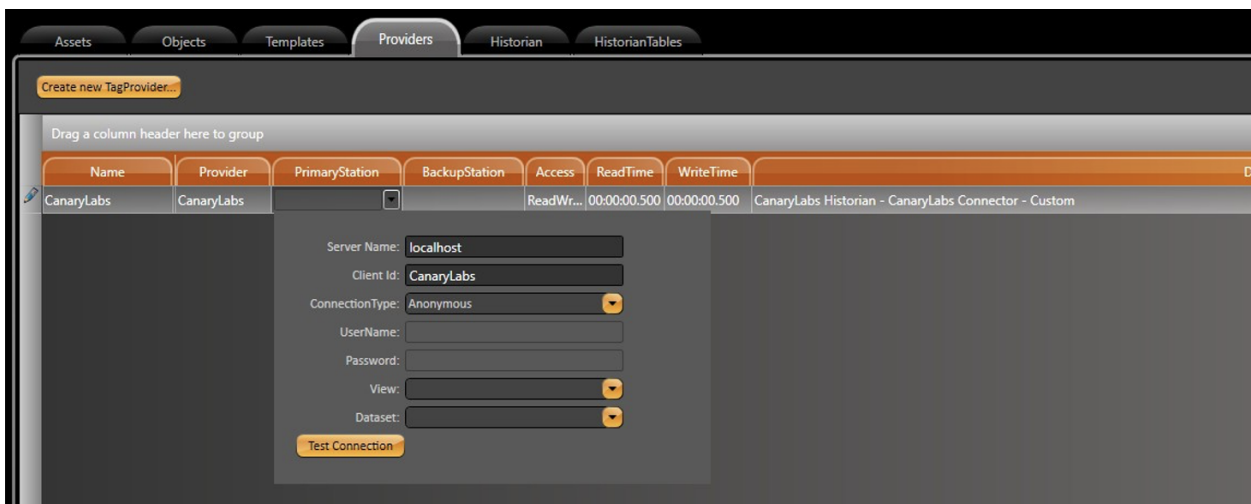 Assets Objects Templates Providers Historian HistorianTables
Create new TagProvider...
Drag a column header here to group
Name Provider PrimaryStation BackupStation Access ReadTime WriteTime D
CanaryLabs CanaryLabs ReadWr... 00:00:00.500 00:00:00.500 CanaryLabs Historian - CanaryLabs Connector - Custom
Server Name: localhost
Client Id: CanaryLabs
ConnectionType: Anonymous
UserName:
Password:
View:
Dataset:
Test Connection